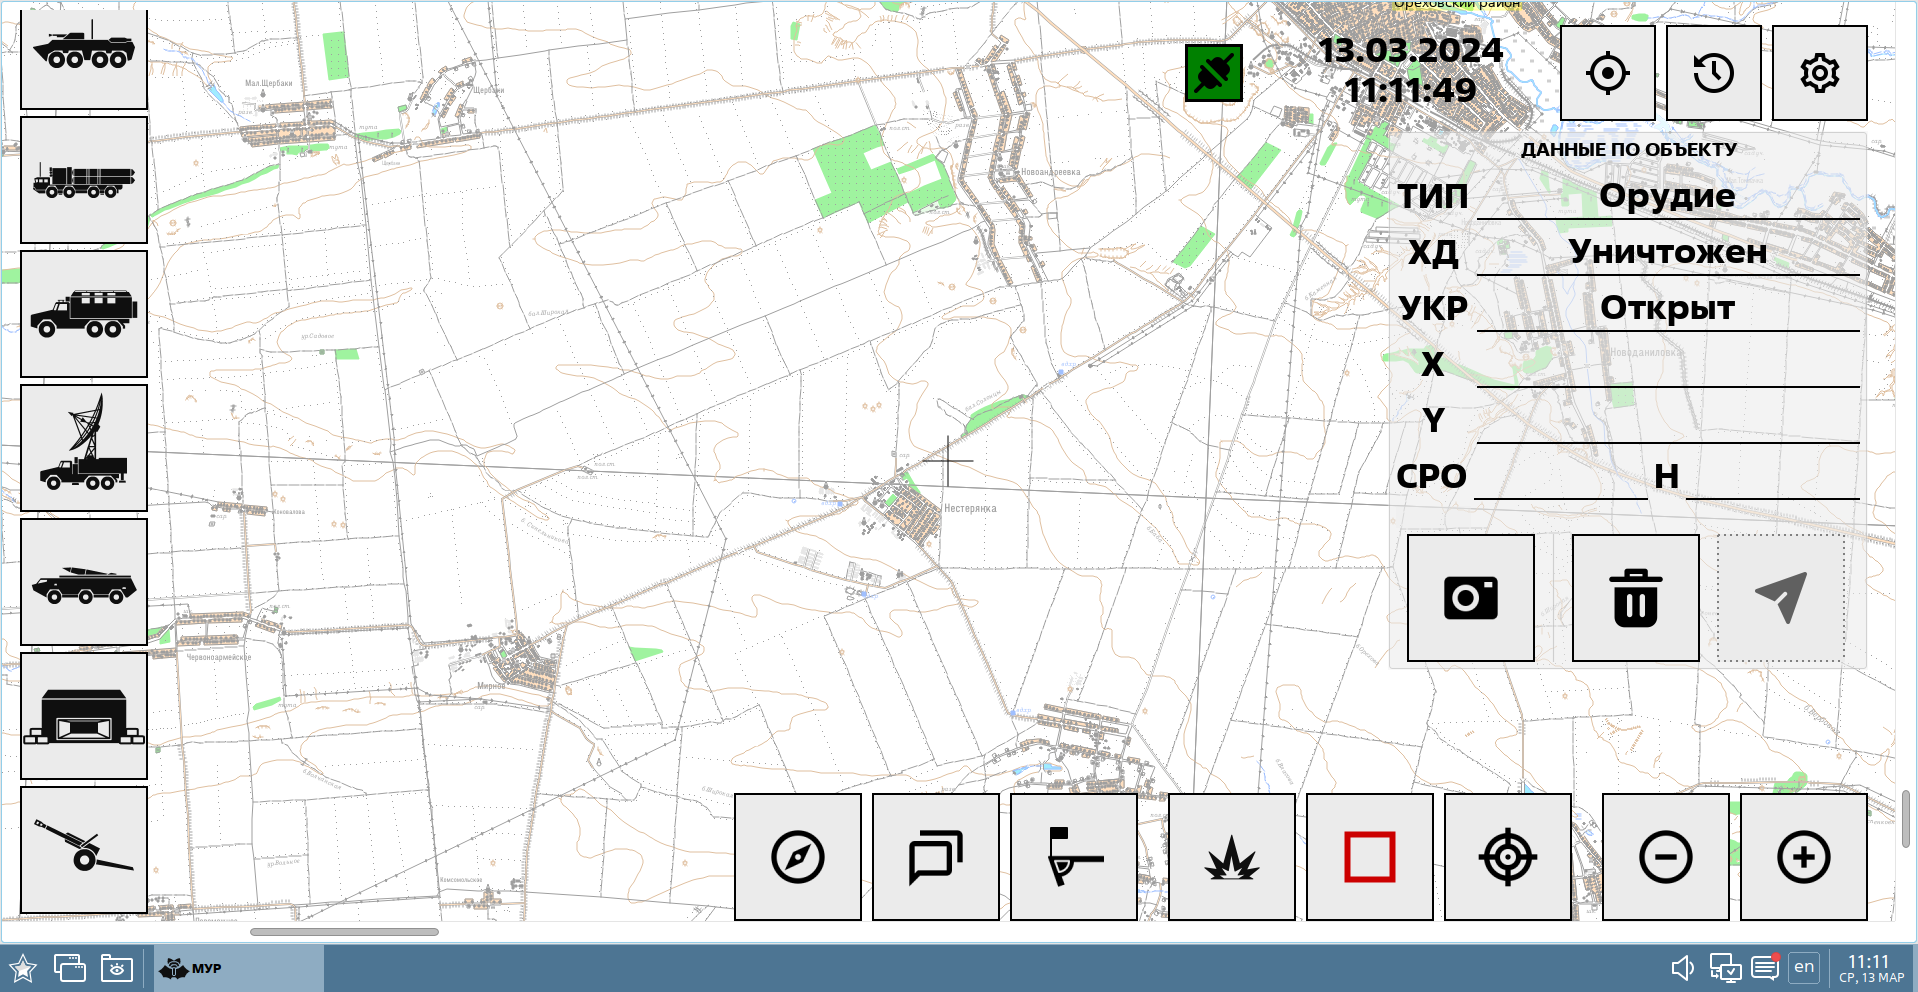 Ореховский район
13.03.2024
11:11:49
Мал.Щербаки
Щербаки
Новоандреевка
ДАННЫЕ ПО ОБЪЕКТУ
ТИП Орудие
ХД Уничтожен
УКР Открыт
Новоданиловка
X
Y
СРО
H
Нестерянка
Червоноармейское
Мирное
Комсомольское
МУР
en
11:11
СР, 13 МАР